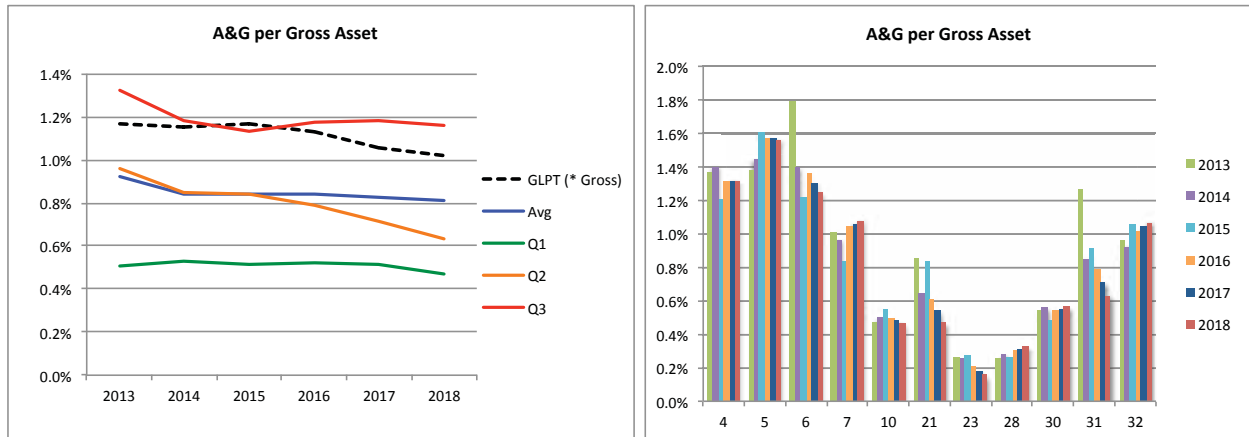 A&G per Gross Asset
1.4%
1.2%
1.0%
0.8%
0.6%
0.4%
0.2%
0.0%
2013 2014 2015 2016 2017 2018
GLPT (* Gross)
Avg
Q1
Q2
Q3
A&G per Gross Asset
2.0%
1.8%
1.6%
1.4%
1.2%
1.0%
0.8%
0.6%
0.4%
0.2%
0.0%
4 5 6 7 10 21 23 28 30 31 32
2013
2014
2015
2016
2017
2018